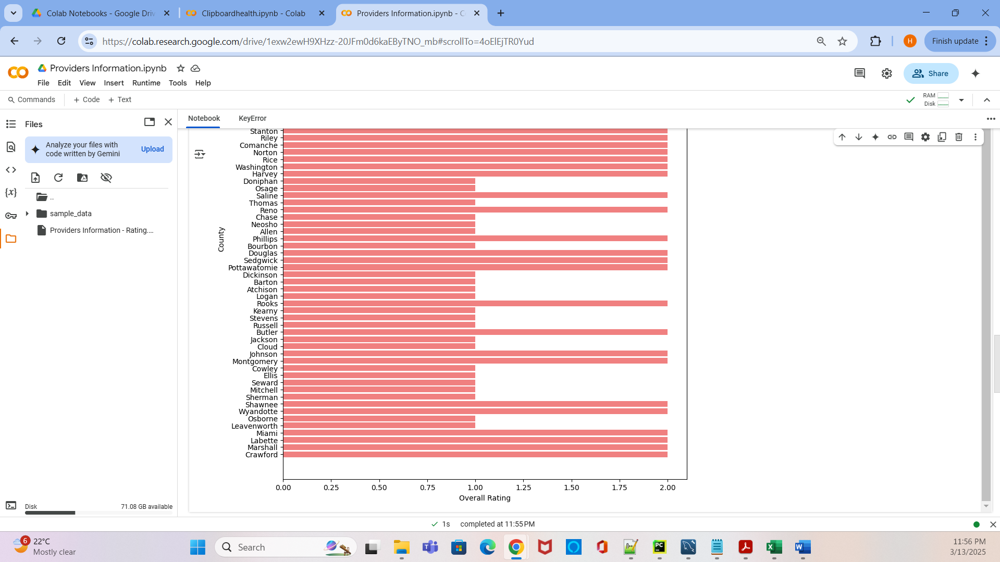 Colab Notebooks - Google Driv
Clipboardhealth.ipynb - Colab
Providers Information.ipynb - C
https://colab.research.google.com/drive/1exw2ewH9XHzz-20JFm0d6kaEByTNO_mb#scrollTo=4oElEjTR0Yud
H
Finish update
Providers Information.ipynb
File Edit View Insert Runtime Tools Help
Share
Commands + Code + Text
RAM
Disk
Files
Notebook KeyError
Analyze your files with
code written by Gemini
Upload
{x}
..
sample_data
Providers Information - Rating....
Disk
71.08 GB available
County
Stanton
Riley
Comanche
Norton
Rice
Washington
Harvey
Doniphan
Osage
Saline
Thomas
Reno
Chase
Neosho
Allen
Phillips
Bourbon
Douglas
Sedgwick
Pottawatomie
Dickinson
Barton
Atchison
Logan
Rooks
Kearny
Stevens
Russell
Butler
Jackson
Cloud
Johnson
Montgomery
Cowley
Ellis
Seward
Mitchell
Sherman
Shawnee
Wyandotte
Osborne
Leavenworth
Miami
Labette
Marshall
Crawford
0.00 0.25 0.50 0.75 1.00 1.25 1.50 1.75 2.00
Overall Rating
1s completed at 11:55 PM
6
22°C
Mostly clear
Search
11:56 PM
3/13/2025